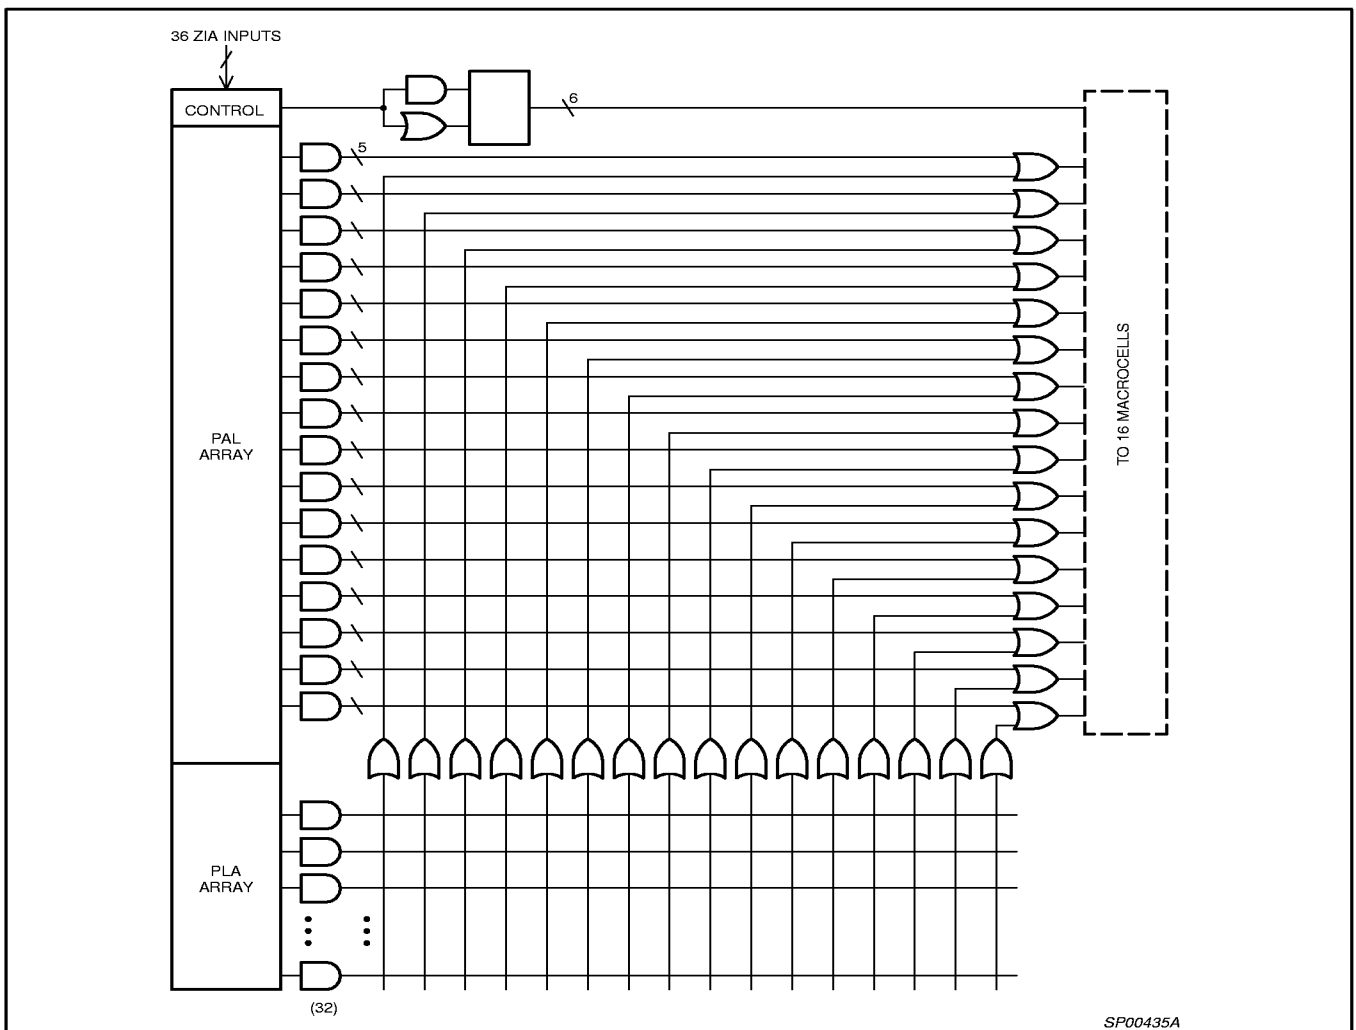 36 ZIA INPUTS
CONTROL
6
5
PAL
ARRAY
TO 16 MACROCELLS
PLA
ARRAY
(32)
SP00435A